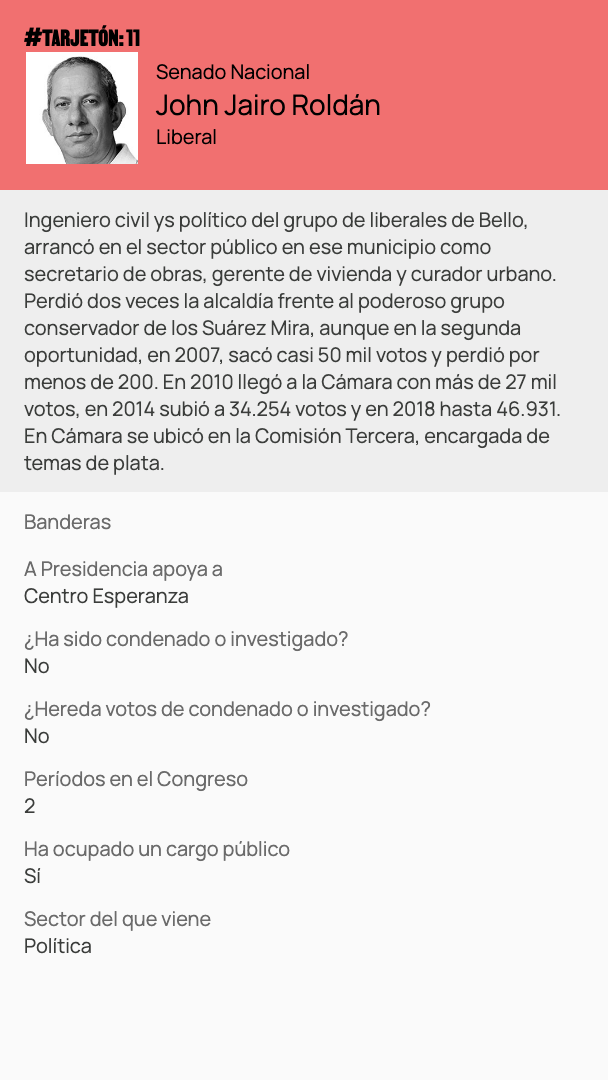 #TARJETÓN: 11
Senado Nacional
John Jairo Roldán
Liberal
Ingeniero civil ys político del grupo de liberales de Bello,
arrancó en el sector público en ese municipio como
secretario de obras, gerente de vivienda y curador urbano.
Perdió dos veces la alcaldía frente al poderoso grupo
conservador de los Suárez Mira, aunque en la segunda
oportunidad, en 2007, sacó casi 50 mil votos y perdió por
menos de 200. En 2010 llegó a la Cámara con más de 27 mil
votos, en 2014 subió a 34.254 votos y en 2018 hasta 46.931.
En Cámara se ubicó en la Comisión Tercera, encargada de
temas de plata.
Banderas
A Presidencia apoya a
Centro Esperanza
¿Ha sido condenado o investigado?
No
¿Hereda votos de condenado o investigado?
No
Períodos en el Congreso
2
Ha ocupado un cargo público
Sí
Sector del que viene
Política